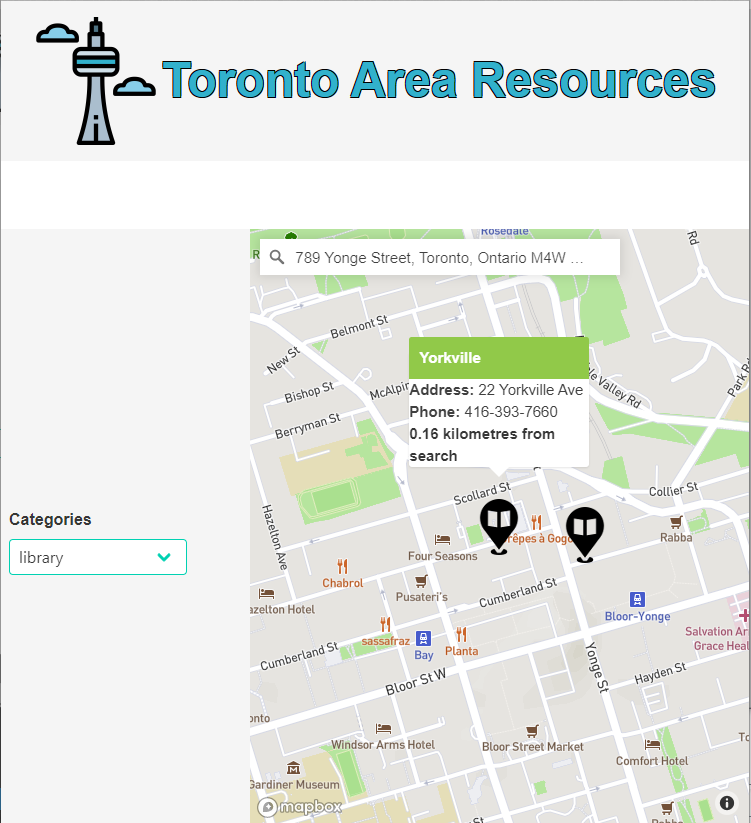 Toronto Area Resources
Rosedale
789 Yonge Street, Toronto, Ontario M4W …
R
Rd
Belmont St
New St
Yorkville
Address: 22 Yorkville Ave
Phone: 416-393-7660
0.16 kilometres from
search
Valley Rd
Park R
Bishop St
McAlpin
Berryman St
Scollard St
Collier St
Categories
library
Hazelton Ave
Crêpes à Gogo
Rabba
Four Seasons
Chabrol
Pusateri's
Cumberland St
azelton Hotel
Bloor-Yonge
sassafraz
Bay
Planta
Salvation Ar
Grace Heal
Cumberland St
Yonge St
Bloor St W
Hayden St
onto
Windsor Arms Hotel
Bloor Street Market
To
Comfort Hotel
Gardiner Museum
mapbox
Rabba